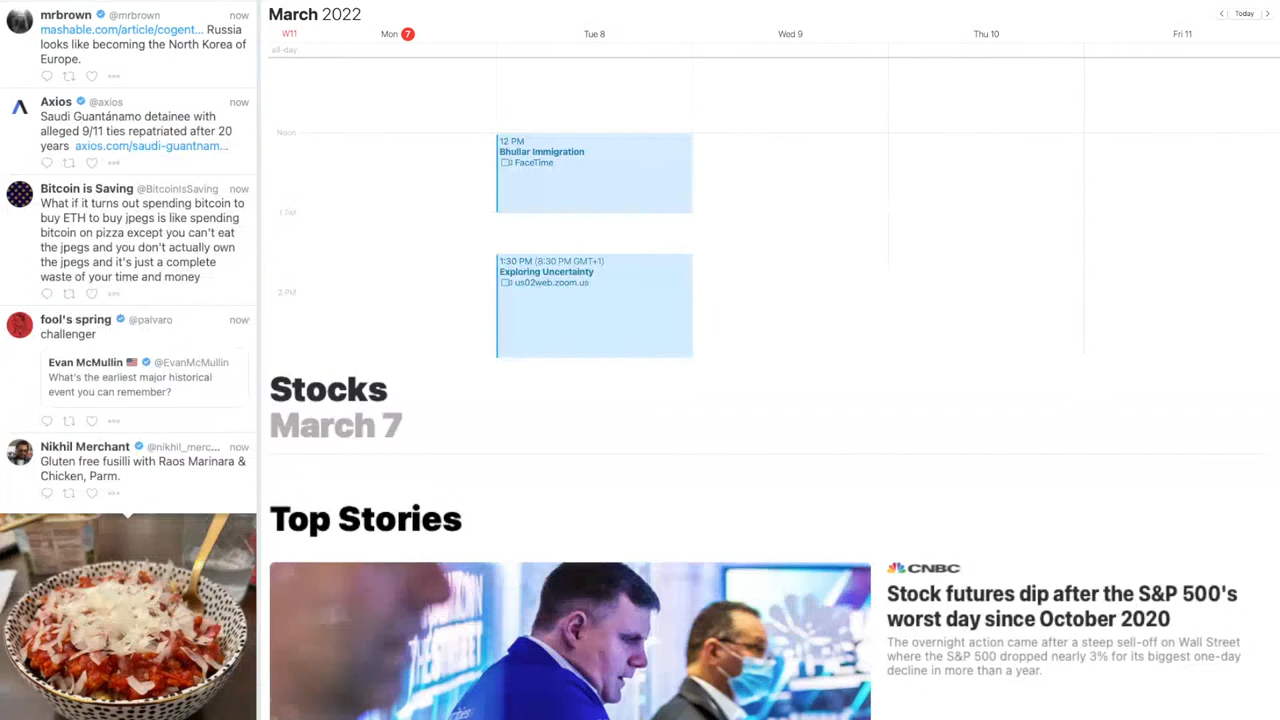 mrbrown @mrbrown now
mashable.com/article/cogent... Russia
looks like becoming the North Korea of
Europe.
Axios @axios now
Saudi Guantánamo detainee with
alleged 9/11 ties repatriated after 20
years axios.com/saudi-guantnam...
Bitcoin is Saving @BitcoinIsSaving now
What if it turns out spending bitcoin to
buy ETH to buy jpegs is like spending
bitcoin on pizza except you can't eat
the jpegs and you don't actually own
the jpegs and it's just a complete
waste of your time and money
fool's spring @paivaro now
challenger
Evan McMullin @EvanMcMullin
What's the earliest major historical
event you can remember?
Nikhil Merchant @nikhil_merc... now
Gluten free fusilli with Raos Marinara &
Chicken, Parm.
March 2022
Today
W11 Mon 7 Tue 8 Wed 9 Thu 10 Fri 11
all-day
Noon
12 PM
Bhullar Immigration
FaceTime
1 PM
1:30 PM (8:30 PM GMT+1)
Exploring Uncertainty
us02web.zoom.us
2 PM
Stocks
March 7
Top Stories
CNBC
Stock futures dip after the S&P 500's
worst day since October 2020
The overnight action came after a steep sell-off on Wall Street
where the S&P 500 dropped nearly 3% for its biggest one-day
decline in more than a year.